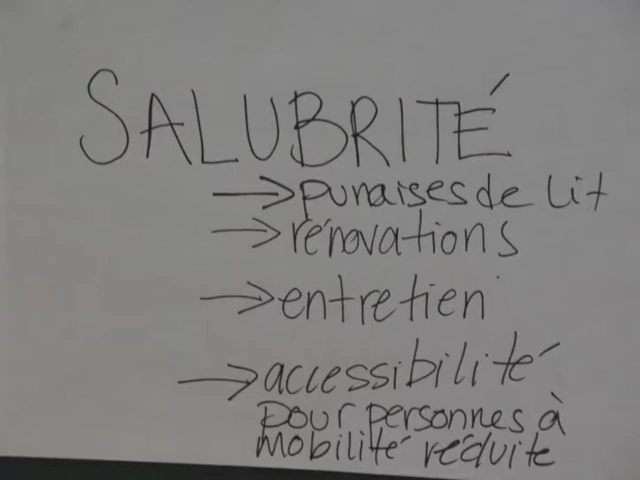 SALUBRITÉ
→ punaises de lit
→ rénovations
→ entretien
→ accessibilité
pour personnes à
mobilité réduite